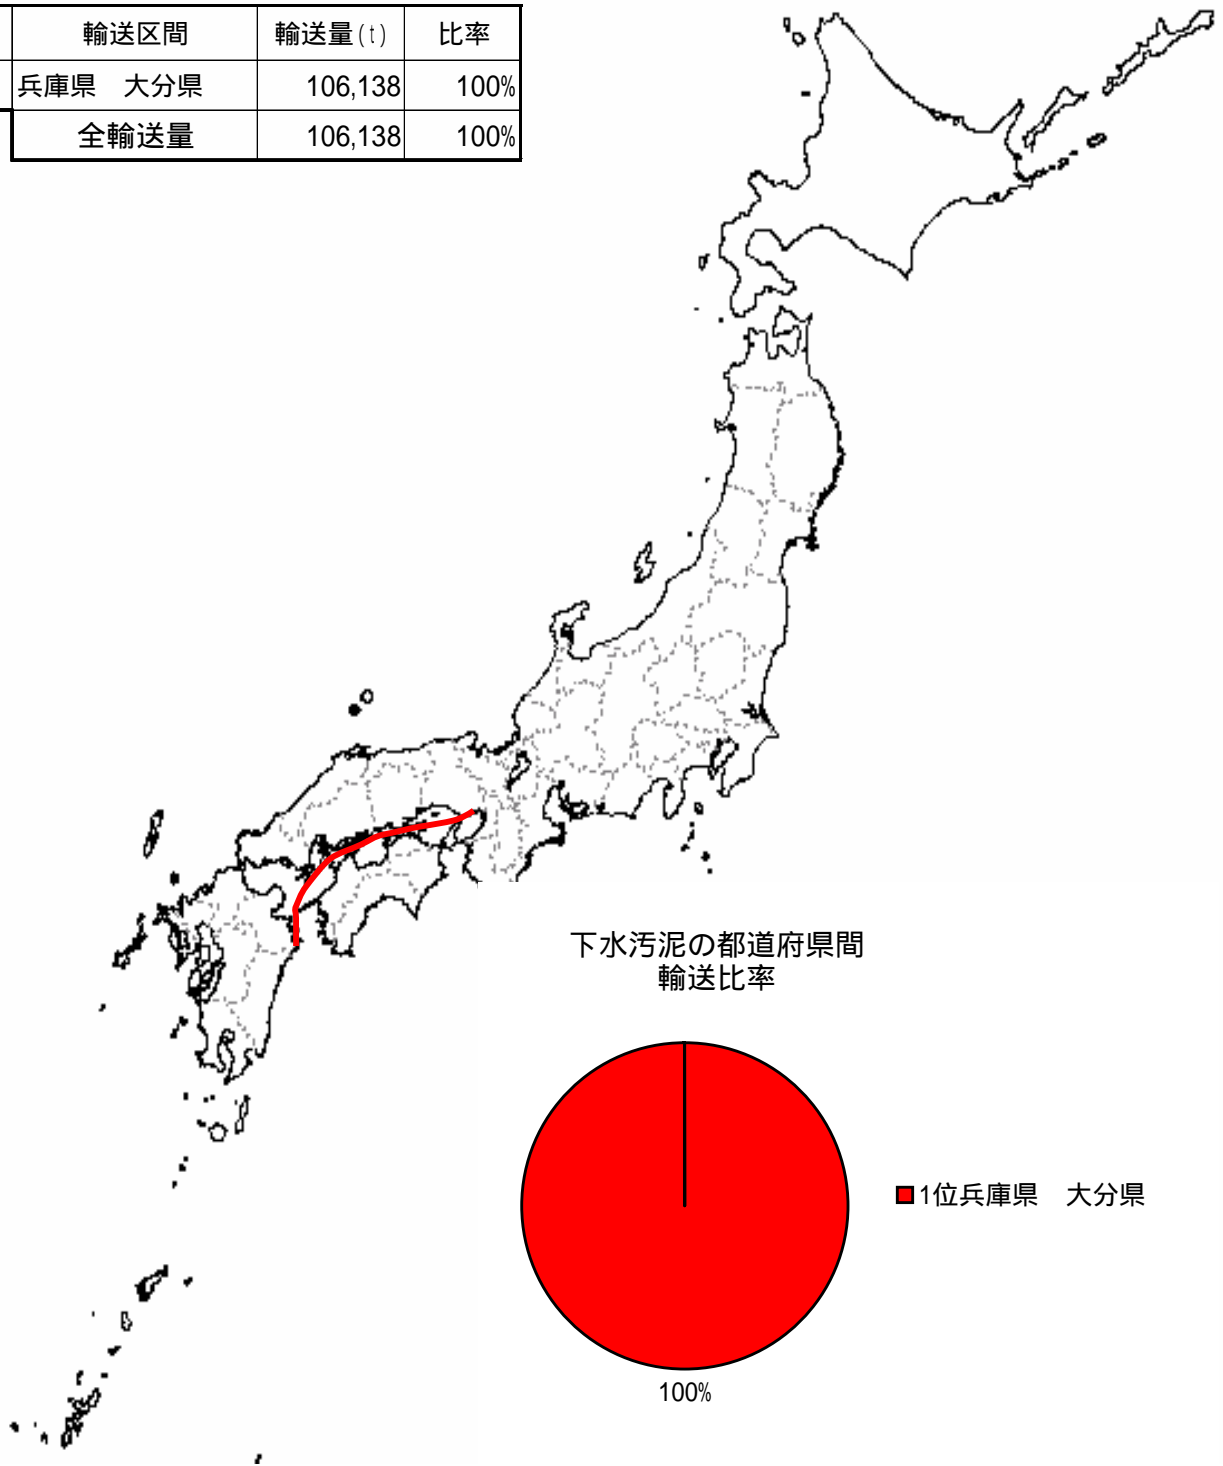 輸送区間 輸送量(t) 比率
兵庫県　大分県 106,138 100%
全輸送量 106,138 100%
下水汚泥の都道府県間
輸送比率
1位兵庫県　大分県
100%